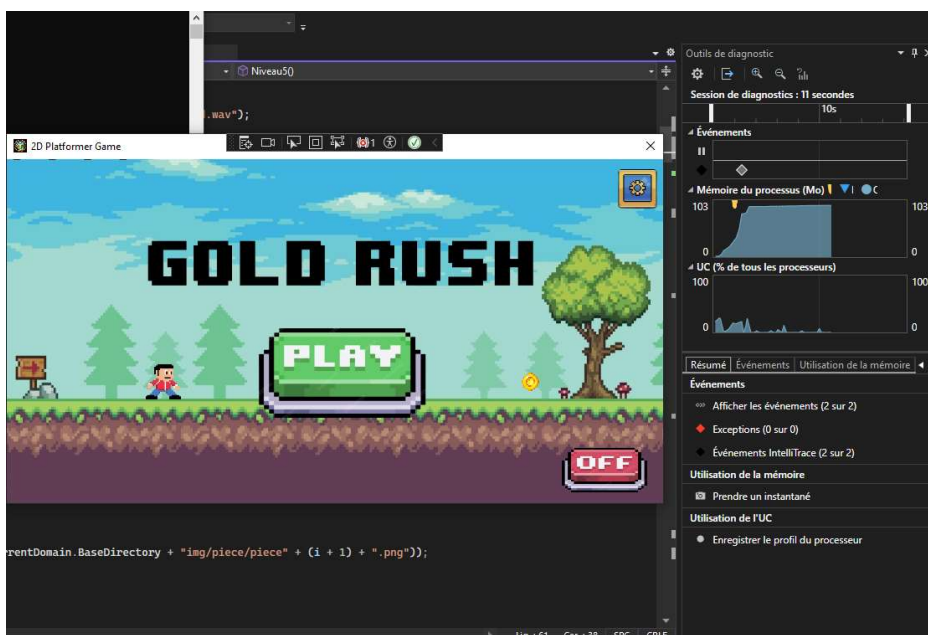 Niveau5()
.wav");
2D Platformer Game
1
GOLD RUSH
PLAY
OFF
rentDomain.BaseDirectory + "img/piece/piece" + (i + 1) + ".png"));
Outils de diagnostic
Session de diagnostics : 11 secondes
10s
Événements
Mémoire du processus (Mo)
103
103
0
0
UC (% de tous les processeurs)
100
100
0
0
Résumé
Événements
Utilisation de la mémoire
Événements
Afficher les événements (2 sur 2)
Exceptions (0 sur 0)
Événements IntelliTrace (2 sur 2)
Utilisation de la mémoire
Prendre un instantané
Utilisation de l'UC
Enregistrer le profil du processeur